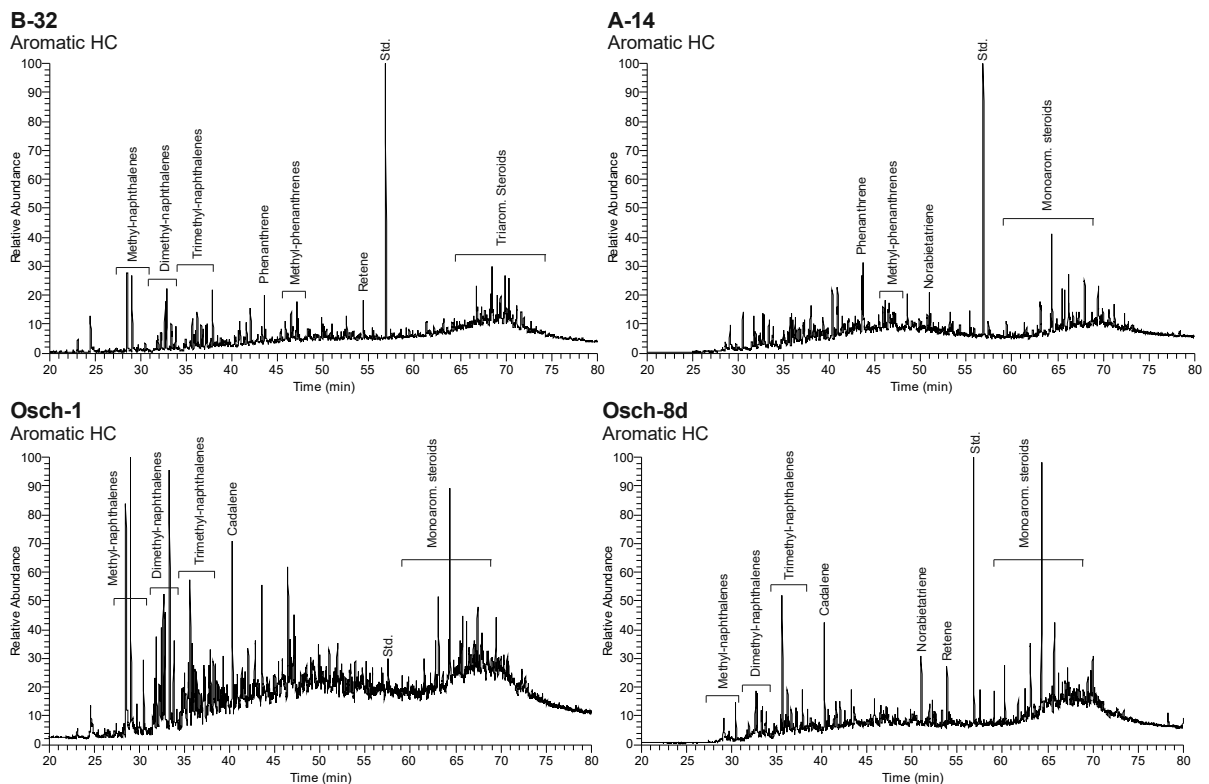 B-32
Aromatic HC
Relative Abundance
100
90
80
70
60
50
40
30
20
10
0
Methyl-naphthalenes
Dimethyl-naphthalenes
Trimethyl-naphthalenes
Phenanthrene
Methyl-phenanthrenes
Retene
Std.
Triarom. Steroids
20 25 30 35 40 45 50 55 60 65 70 75 80
Time (min)
A-14
Aromatic HC
Relative Abundance
100
90
80
70
60
50
40
30
20
10
0
Phenanthrene
Methyl-phenanthrenes
Norabietatriene
Std.
Monoarom. steroids
20 25 30 35 40 45 50 55 60 65 70 75 80
Time (min)
Osch-1
Aromatic HC
Relative Abundance
100
90
80
70
60
50
40
30
20
10
0
Methyl-naphthalenes
Dimethyl-naphthalenes
Trimethyl-naphthalenes
Cadalene
Std.
Monoarom. steroids
20 25 30 35 40 45 50 55 60 65 70 75 80
Time (min)
Osch-8d
Aromatic HC
Relative Abundance
100
90
80
70
60
50
40
30
20
10
0
Methyl-naphthalenes
Dimethyl-naphthalenes
Trimethyl-naphthalenes
Cadalene
Norabietatriene
Retene
Std.
Monoarom. steroids
20 25 30 35 40 45 50 55 60 65 70 75 80
Time (min)